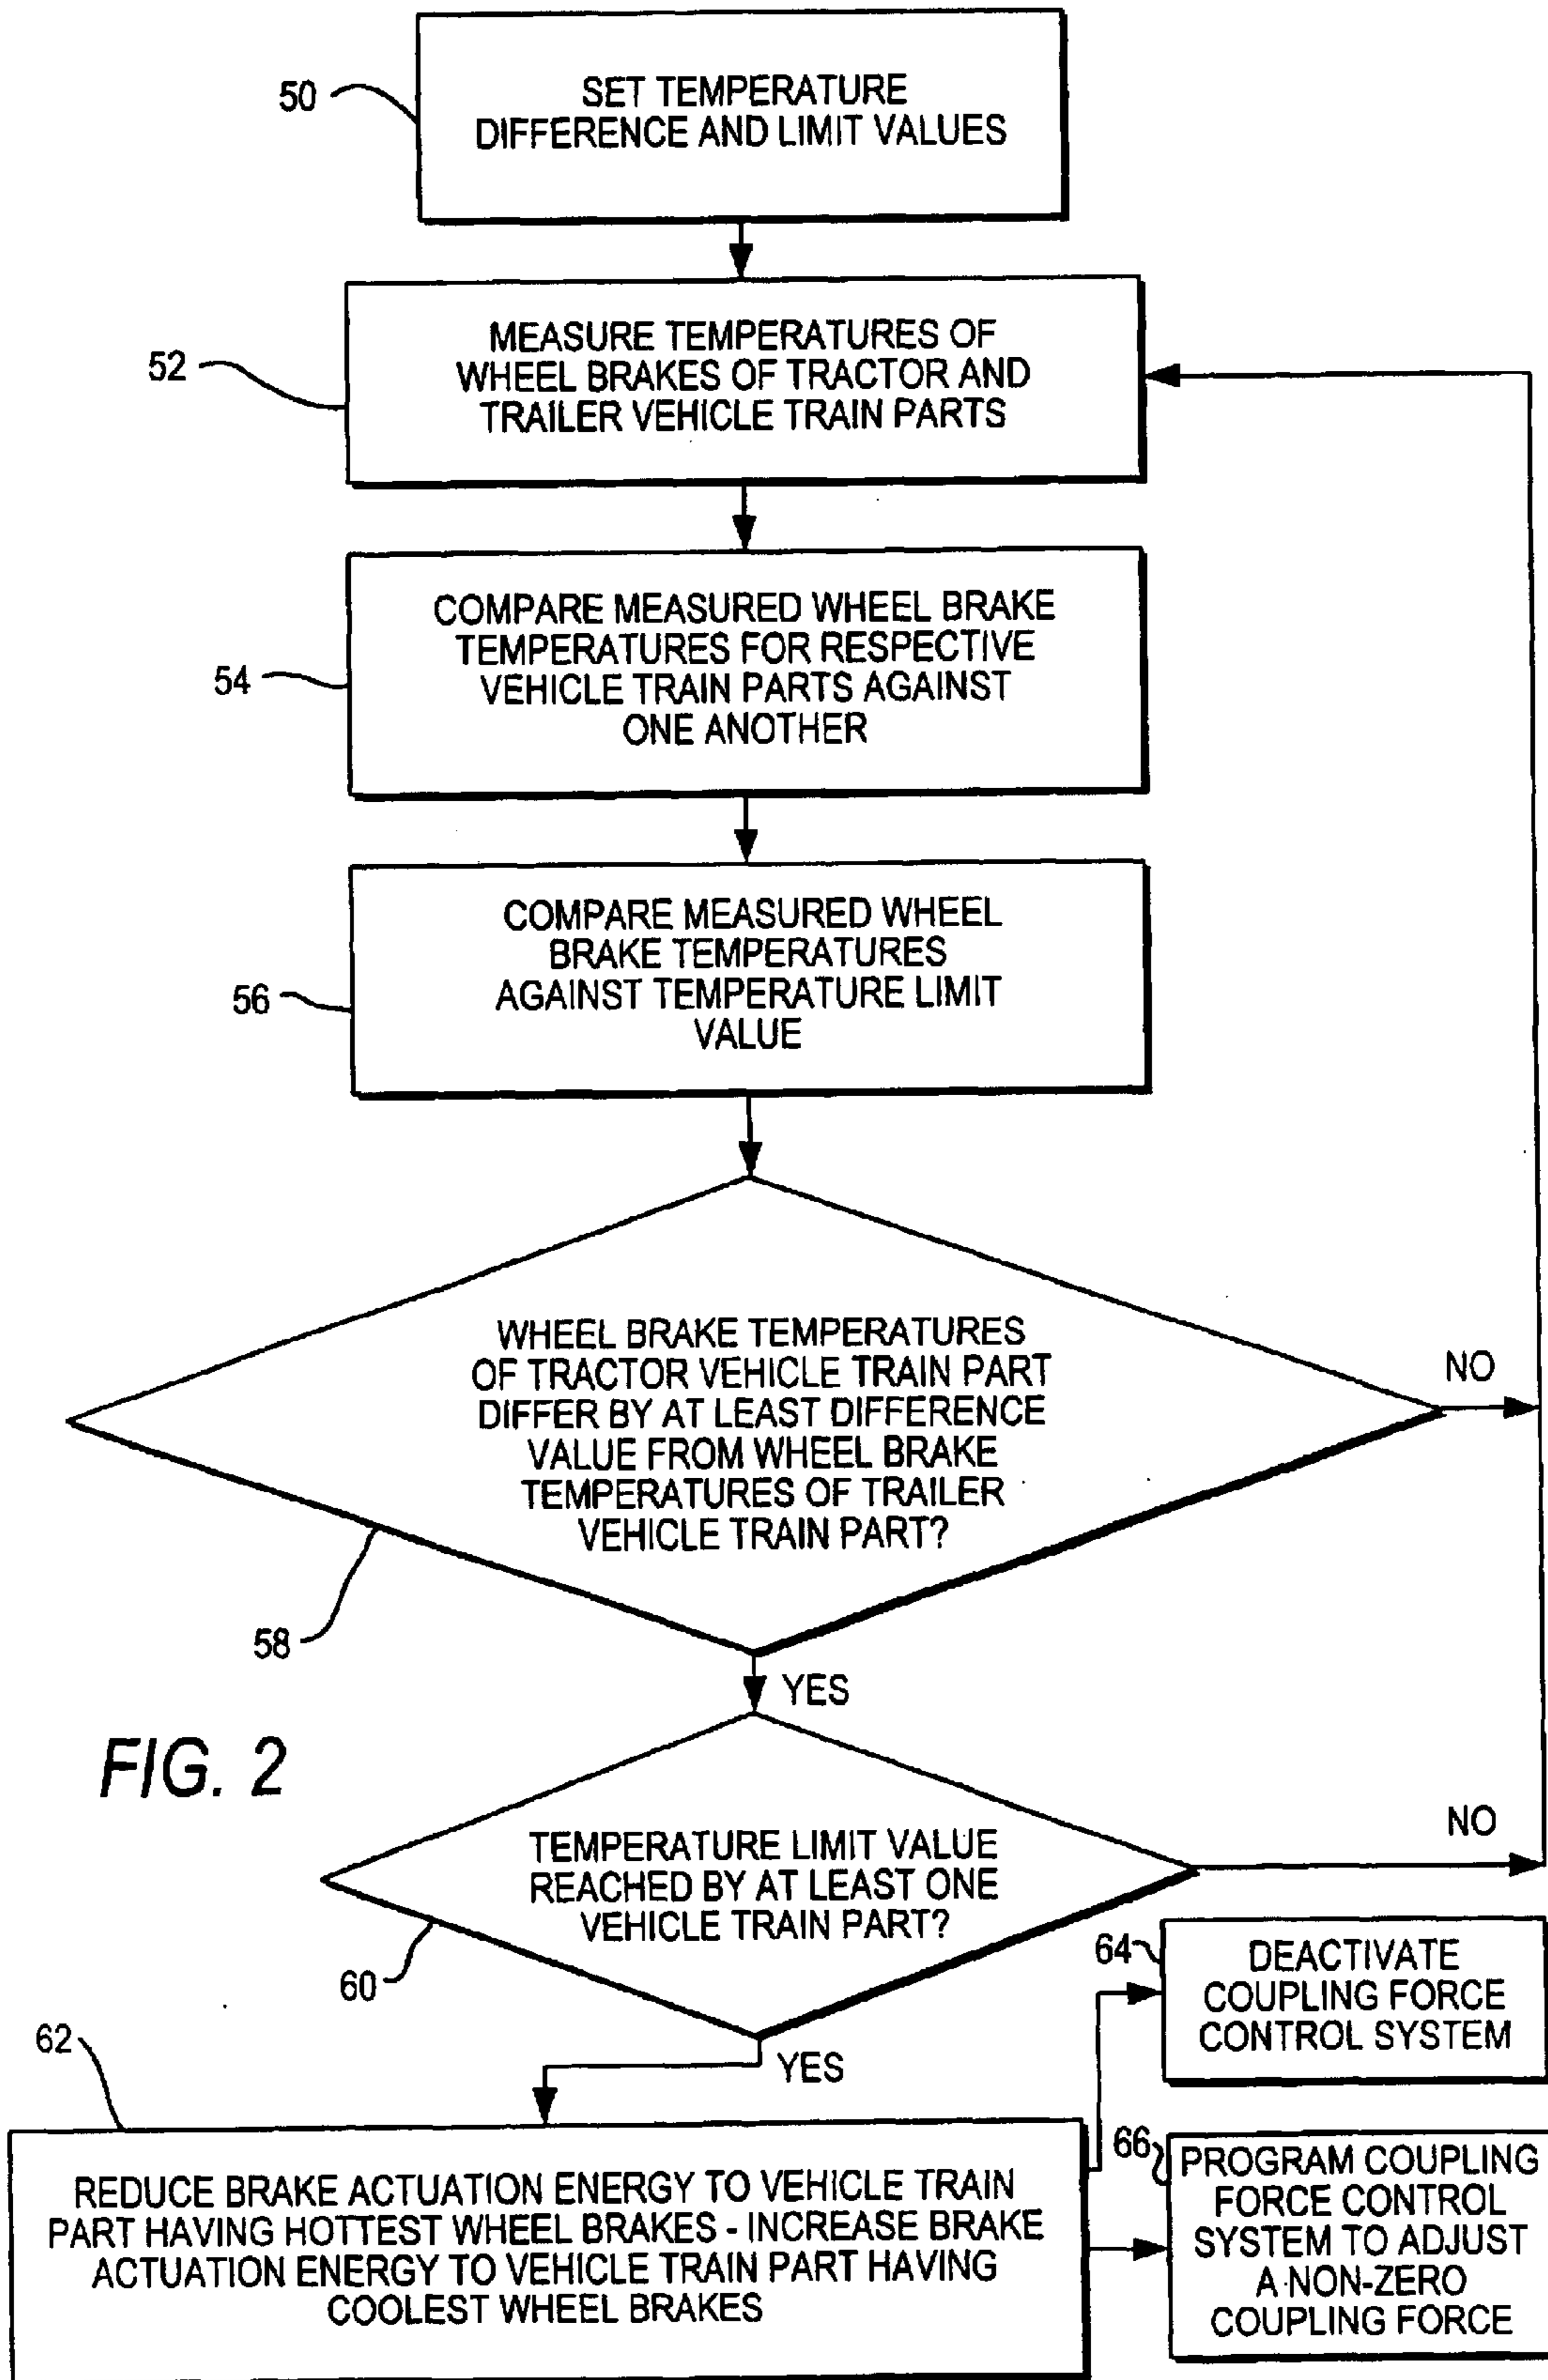 50
SET TEMPERATURE
DIFFERENCE AND LIMIT VALUES
52
MEASURE TEMPERATURES OF
WHEEL BRAKES OF TRACTOR AND
TRAILER VEHICLE TRAIN PARTS
54
COMPARE MEASURED WHEEL BRAKE
TEMPERATURES FOR RESPECTIVE
VEHICLE TRAIN PARTS AGAINST
ONE ANOTHER
56
COMPARE MEASURED WHEEL
BRAKE TEMPERATURES
AGAINST TEMPERATURE LIMIT
VALUE
WHEEL BRAKE TEMPERATURES
OF TRACTOR VEHICLE TRAIN PART
DIFFER BY AT LEAST DIFFERENCE
VALUE FROM WHEEL BRAKE
TEMPERATURES OF TRAILER
VEHICLE TRAIN PART?
NO
58
YES
FIG. 2
TEMPERATURE LIMIT VALUE
REACHED BY AT LEAST ONE
VEHICLE TRAIN PART?
NO
60
YES
64
DEACTIVATE
COUPLING FORCE
CONTROL SYSTEM
62
REDUCE BRAKE ACTUATION ENERGY TO VEHICLE TRAIN
PART HAVING HOTTEST WHEEL BRAKES - INCREASE BRAKE
ACTUATION ENERGY TO VEHICLE TRAIN PART HAVING
COOLEST WHEEL BRAKES
66
PROGRAM COUPLING
FORCE CONTROL
SYSTEM TO ADJUST
A NON-ZERO
COUPLING FORCE